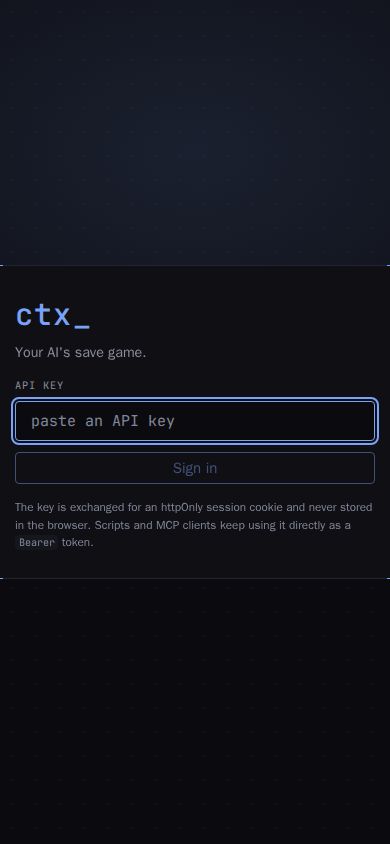 ctx_
Your AI's save game.
API KEY
paste an API key
Sign in
The key is exchanged for an httpOnly session cookie and never stored
in the browser. Scripts and MCP clients keep using it directly as a
Bearer token.